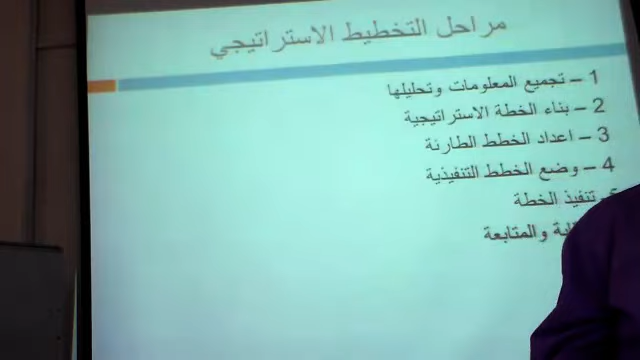 مراحل التخطيط الاستراتيجي
1 – تجميع المعلومات وتحليلها
2 – بناء الخطة الاستراتيجية
3 – اعداد الخطط الطارئة
4 – وضع الخطط التنفيذية
تنفيذ الخطة
والمتابعة